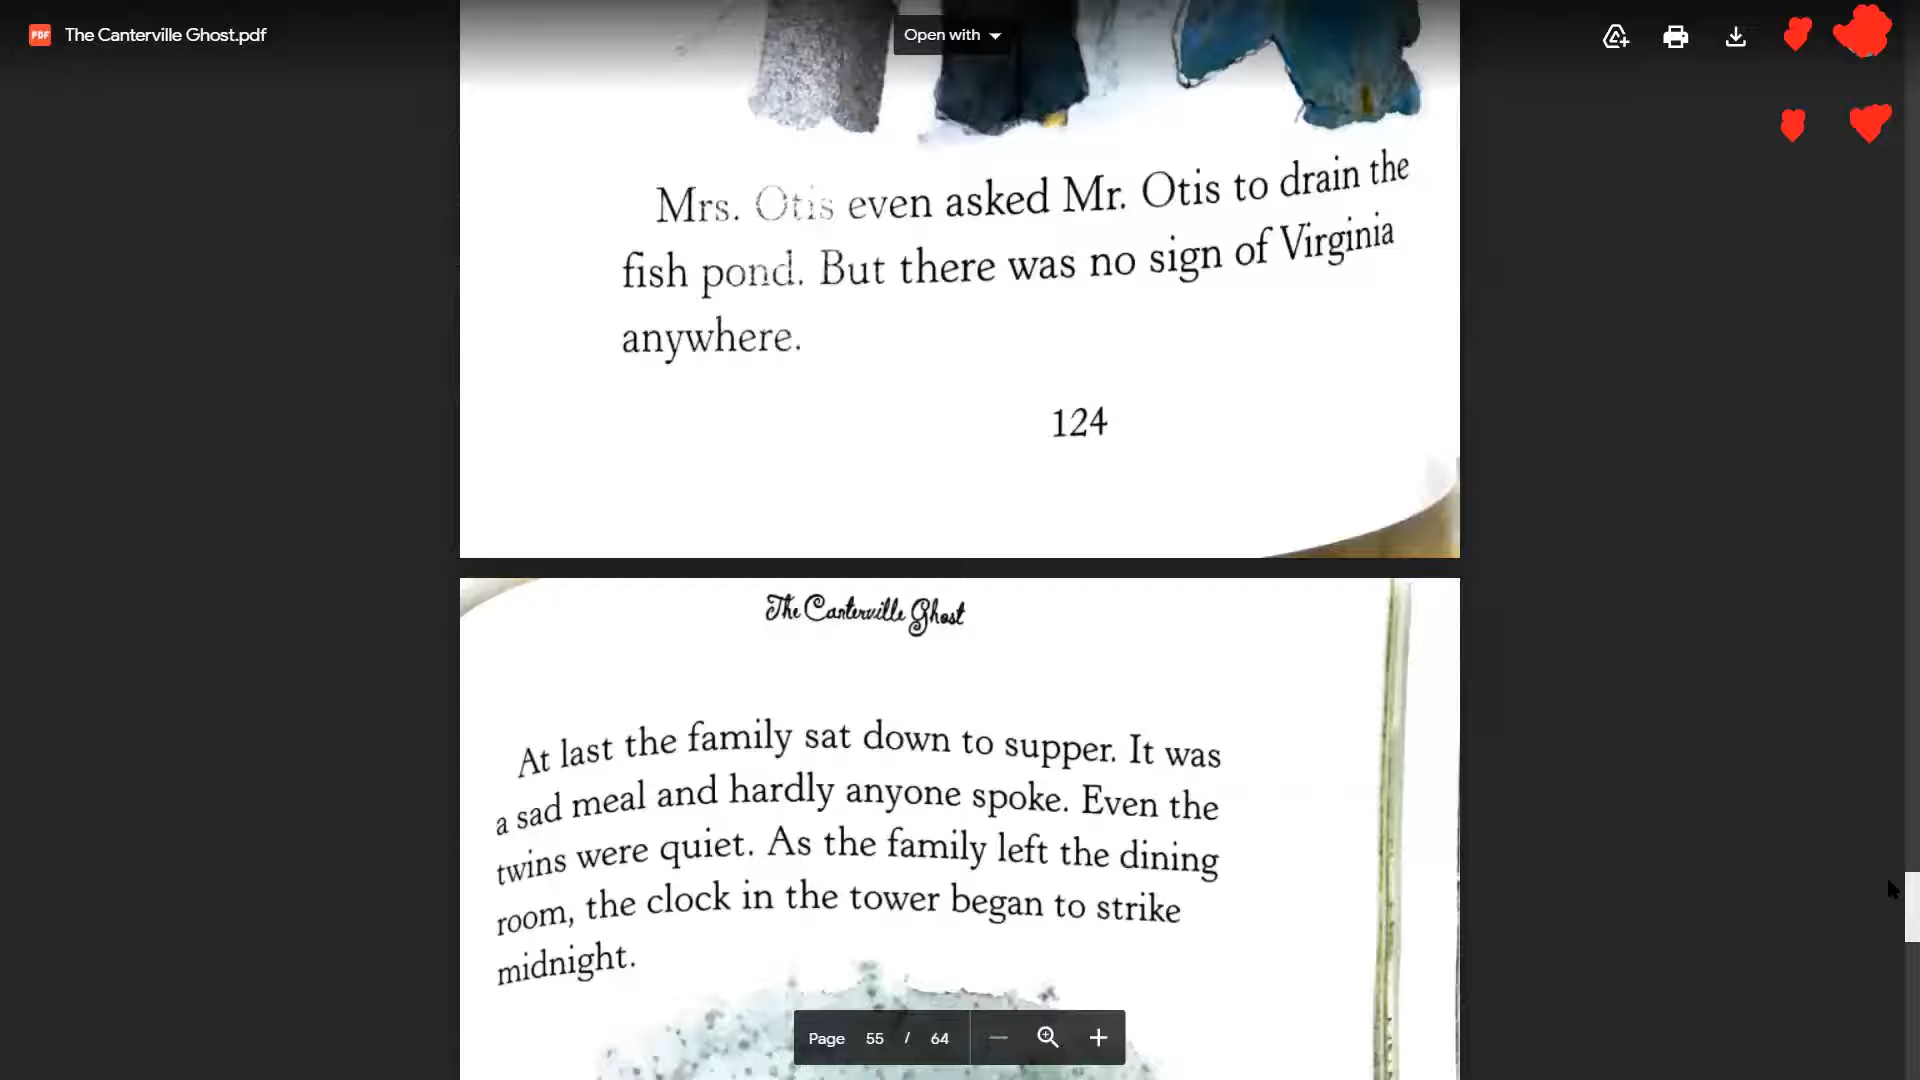 PDF The Canterville Ghost.pdf
Open with
Mrs. Otis even asked Mr. Otis to drain the
fish pond. But there was no sign of Virginia
anywhere.
124
The Canterville Ghost
At last the family sat down to supper. It was
a sad meal and hardly anyone spoke. Even the
twins were quiet. As the family left the dining
room, the clock in the tower began to strike
midnight.
Page 55 / 64